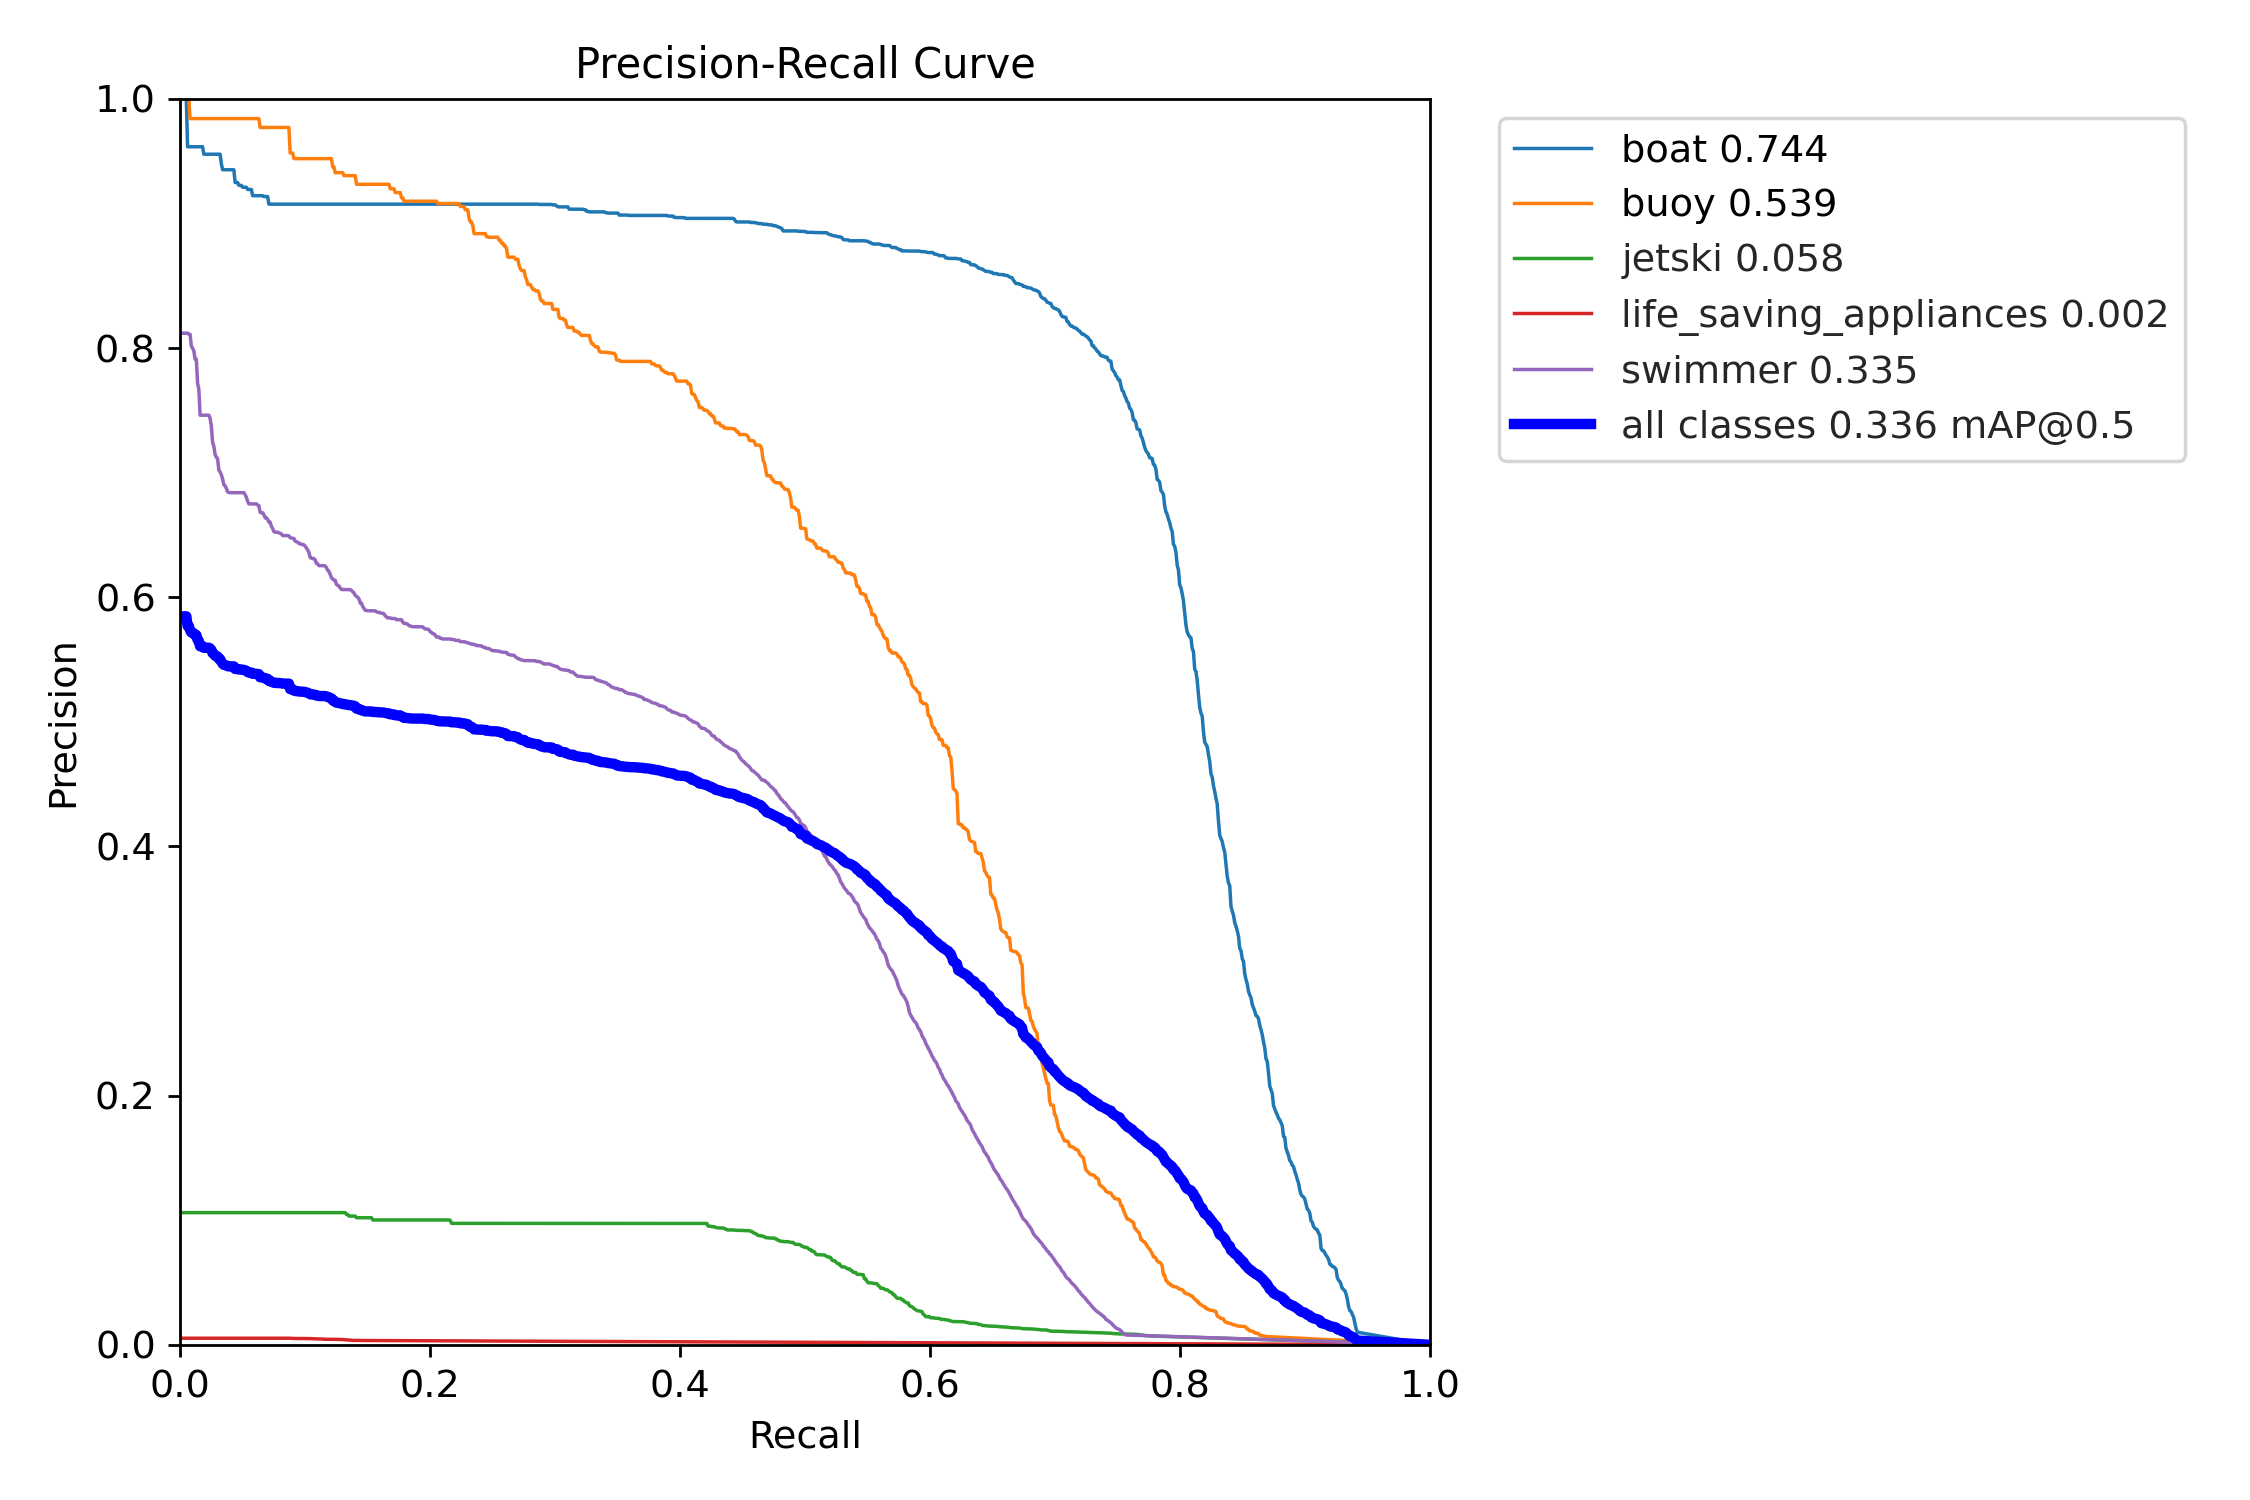 Precision-Recall Curve
1.0
0.8
0.6
0.4
0.2
0.0
Precision
0.0 0.2 0.4 0.6 0.8 1.0
Recall
boat 0.744
buoy 0.539
jetski 0.058
life_saving_appliances 0.002
swimmer 0.335
all classes 0.336 mAP@0.5